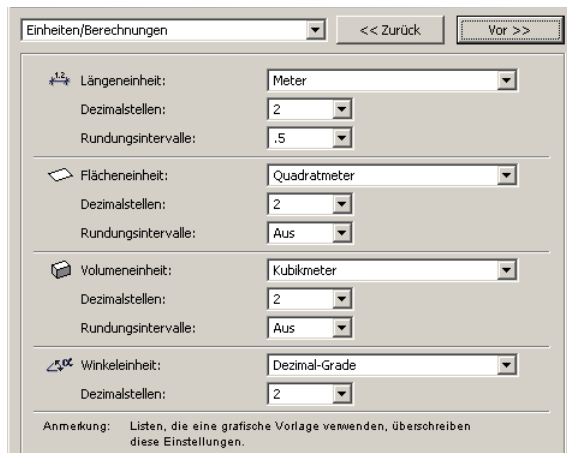 Einheiten/Berechnungen
<< Zurück
Vor >>
1.2
Längeneinheit:
Meter
Dezimalstellen:
2
Rundungsintervalle:
.5
Flächeneinheit:
Quadratmeter
Dezimalstellen:
2
Rundungsintervalle:
Aus
Volumeneinheit:
Kubikmeter
Dezimalstellen:
2
Rundungsintervalle:
Aus
α
Winkeleinheit:
Dezimal-Grade
Dezimalstellen:
2
Anmerkung:
Listen, die eine grafische Vorlage verwenden, überschreiben
diese Einstellungen.